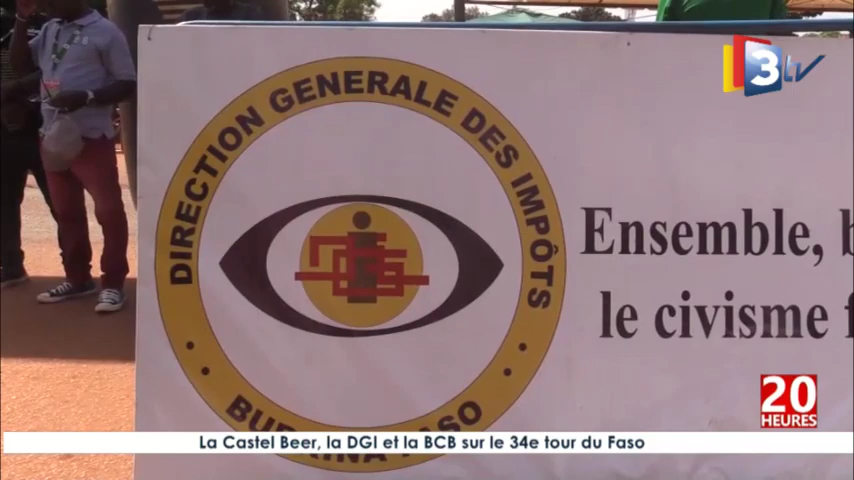 3tv
DIRECTION GENERALE DES IMPÔTS
BURKINA FASO
Ensemble, b
le civisme f
20
HEURES
La Castel Beer, la DGI et la BCB sur le 34e tour du Faso